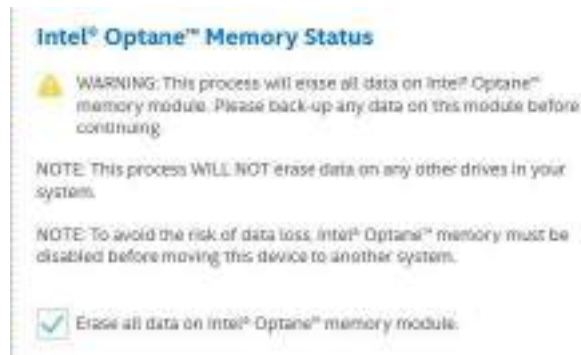 Intel® Optane™ Memory Status
WARNING: This process will erase all data on Intel® Optane™
memory module. Please back-up any data on this module before
continuing.
NOTE: This process WILL NOT erase data on any other drives in your
system.
NOTE: To avoid the risk of data loss, Intel® Optane™ memory must be
disabled before moving this device to another system.
Erase all data on Intel® Optane™ memory module.